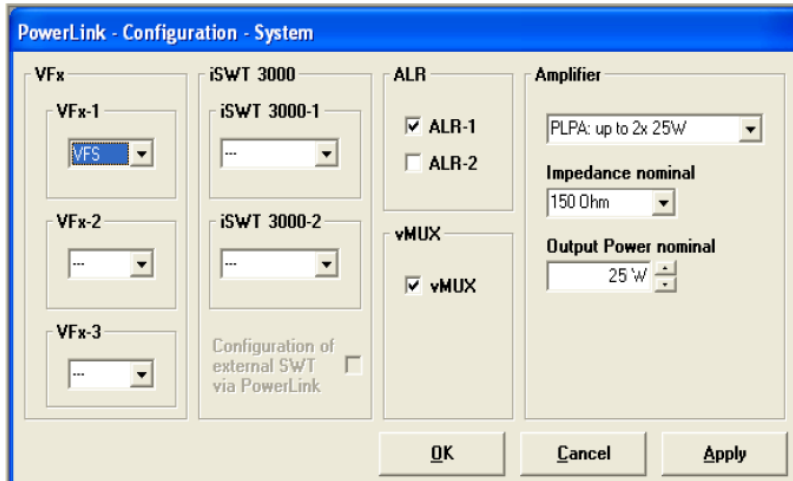 PowerLink - Configuration - System
VFx
VFx-1
VFS
VFx-2
---
VFx-3
---
iSWT 3000
iSWT 3000-1
---
iSWT 3000-2
---
Configuration of
external SWT
via PowerLink
ALR
ALR-1
ALR-2
vMUX
vMUX
Amplifier
PLPA: up to 2x 25W
Impedance nominal
150 Ohm
Output Power nominal
25 W
OK
Cancel
Apply